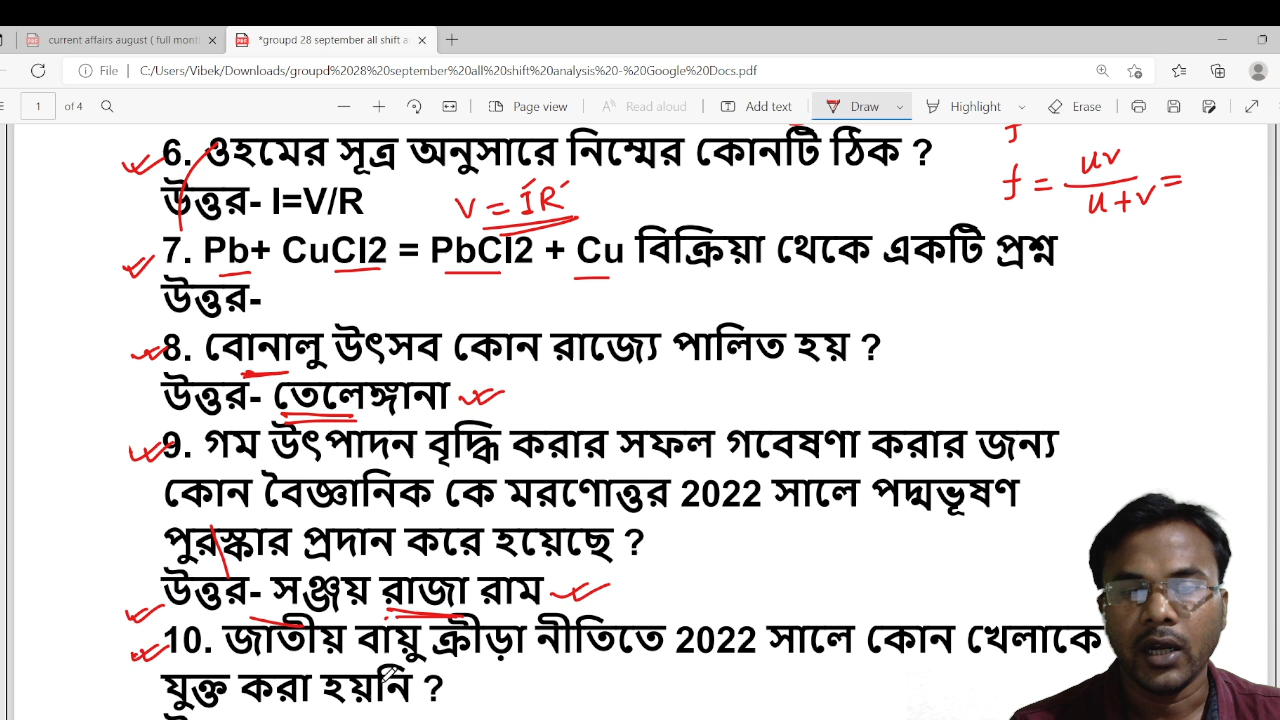 current affairs august ( full mont
*groupd 28 september all shift a
File
C:/Users/Vibek/Downloads/groupd%2028%20september%20all%20shift%20analysis%20-%20Google%20Docs.pdf
1 of 4
Page view
Read aloud
Add text
Draw
Highlight
Erase
6. ওহমের সূত্র অনুসারে নিম্মের কোনটি ঠিক ?
f = uv / u+v =
উত্তর- I=V/R
V = IR
7. Pb+ CuCl2 = PbCl2 + Cu বিক্রিয়া থেকে একটি প্রশ্ন
উত্তর-
8. বোনালু উৎসব কোন রাজ্যে পালিত হয় ?
উত্তর- তেলেঙ্গানা
9. গম উৎপাদন বৃদ্ধি করার সফল গবেষণা করার জন্য
কোন বৈজ্ঞানিক কে মরণোত্তর 2022 সালে পদ্মভূষণ
পুরস্কার প্রদান করে হয়েছে ?
উত্তর- সঞ্জয় রাজা রাম
10. জাতীয় বায়ু ক্রীড়া নীতিতে 2022 সালে কোন খেলাকে
যুক্ত করা হয়নি ?